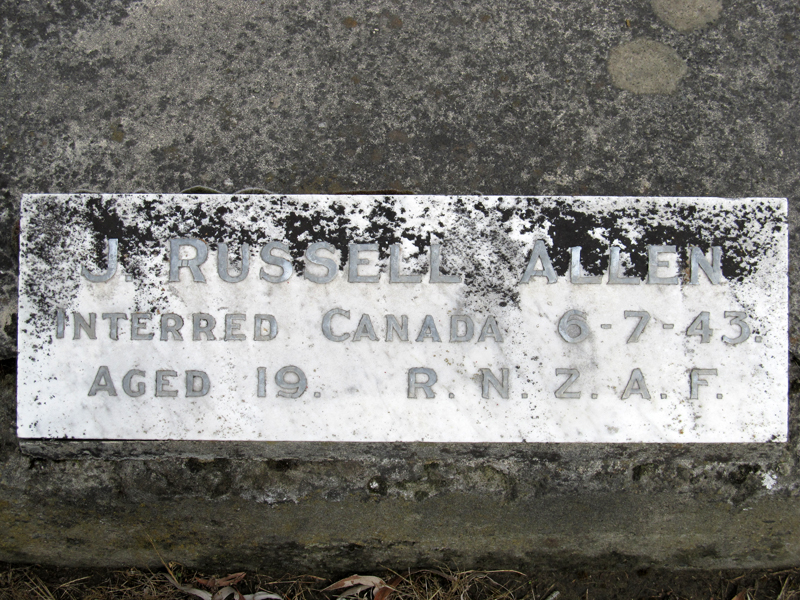 J. RUSSELL ALLEN
INTERRED CANADA 6-7-43.
AGED 19. R.N.Z.A.F.